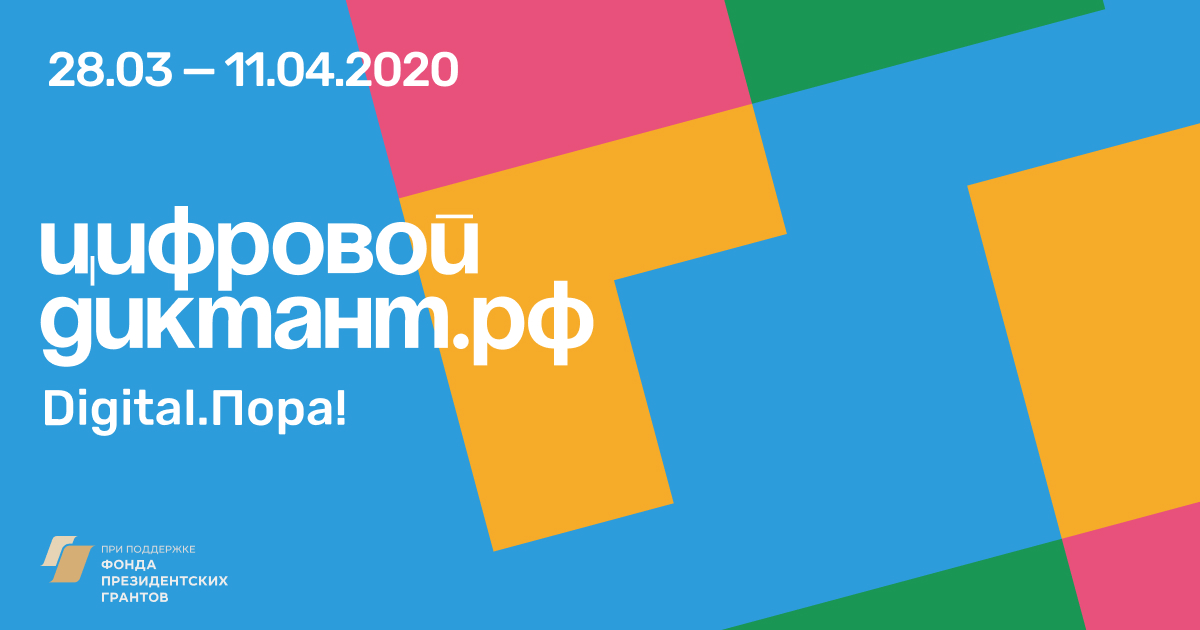 28.03 — 11.04.2020
цифровой
диктант.рф
Digital.Пора!
ПРИ ПОДДЕРЖКЕ
ФОНДА
ПРЕЗИДЕНТСКИХ
ГРАНТОВ